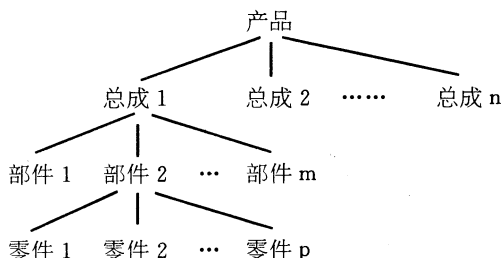 产品
总成 1 总成 2 …… 总成 n
部件 1 部件 2 … 部件 m
零件 1 零件 2 … 零件 p